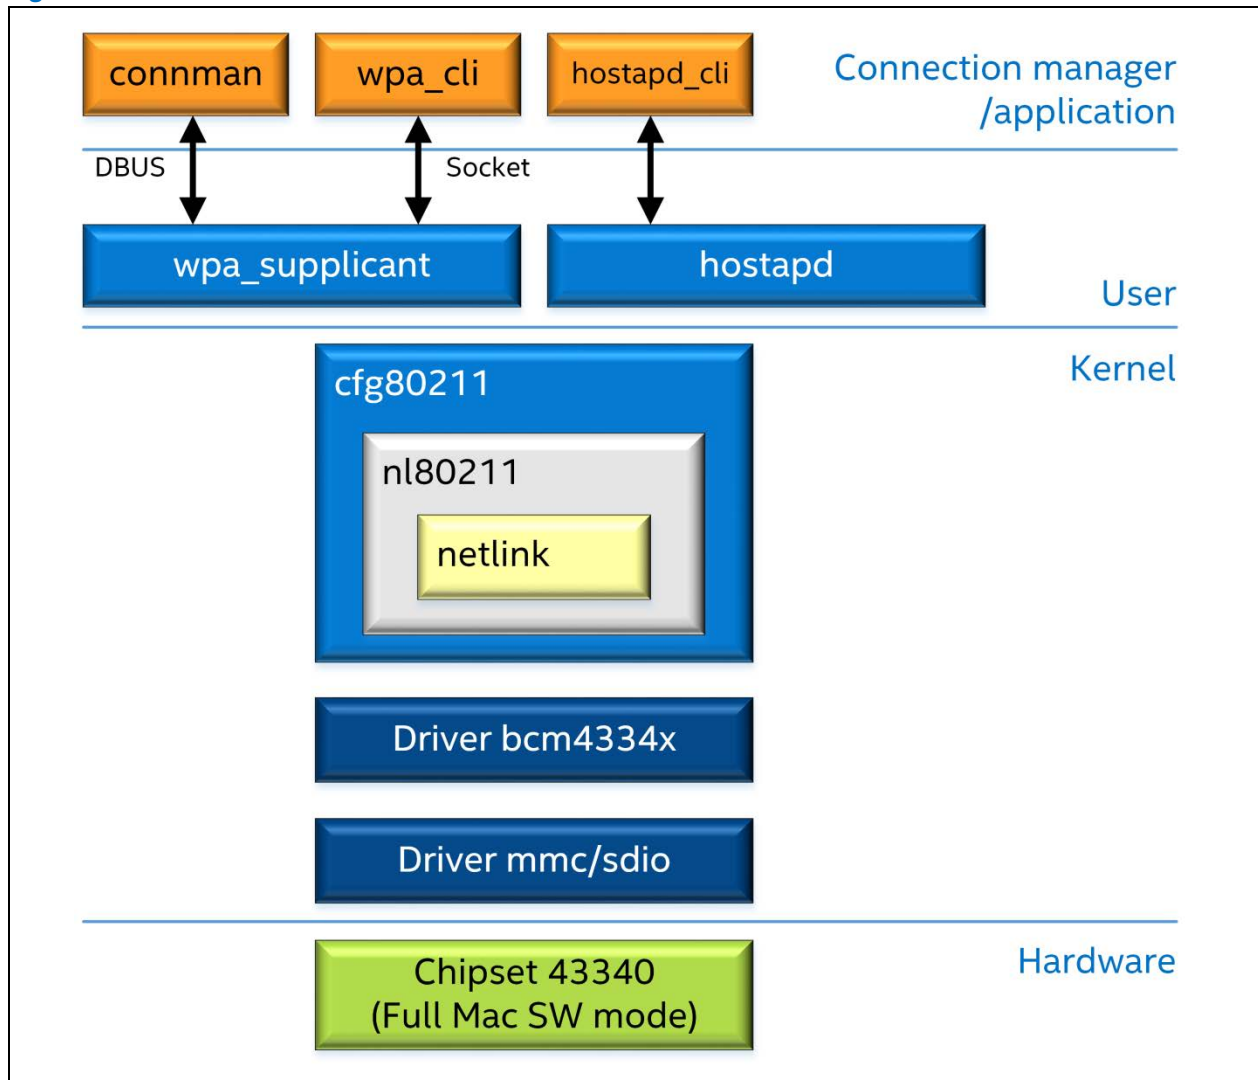 connman
wpa_cli
hostapd_cli
Connection manager
/application
DBUS
Socket
wpa_supplicant
hostapd
User
Kernel
cfg80211
nl80211
netlink
Driver bcm4334x
Driver mmc/sdio
Hardware
Chipset 43340
(Full Mac SW mode)